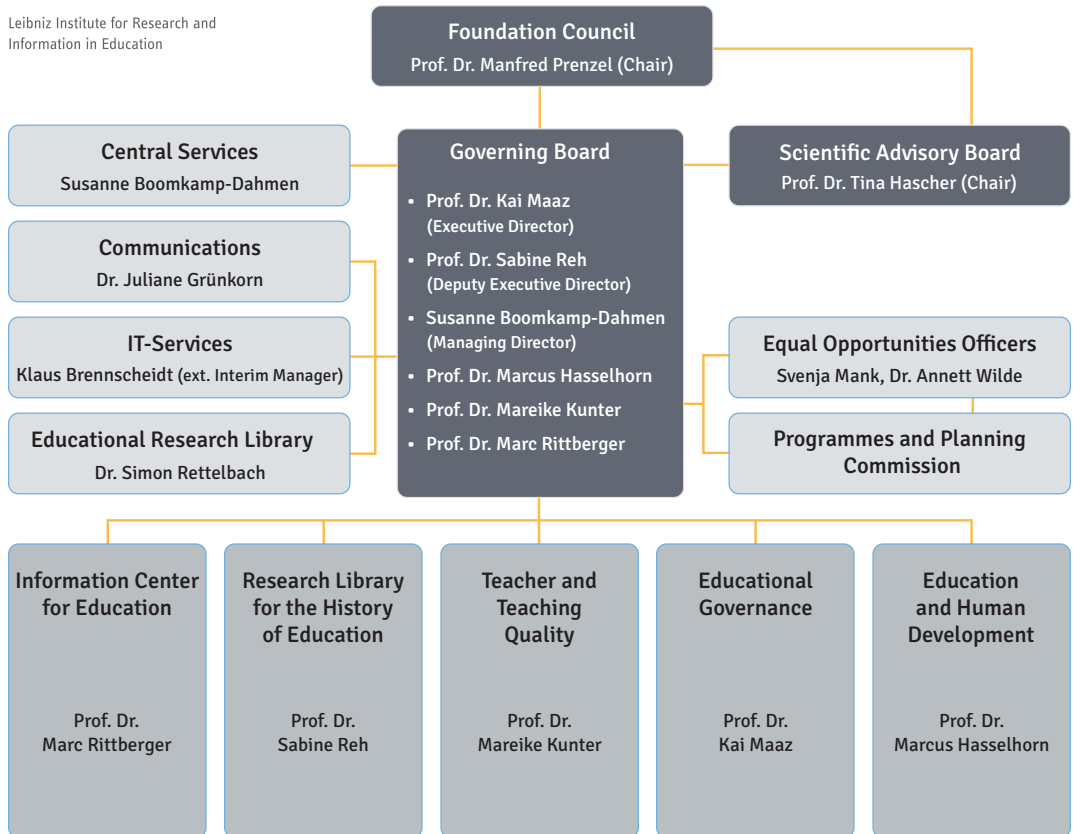 Leibniz Institute for Research and
Information in Education
Foundation Council
Prof. Dr. Manfred Prenzel (Chair)
Central Services
Susanne Boomkamp-Dahmen
Communications
Dr. Juliane Grünkorn
IT-Services
Klaus Brennscheidt (ext. Interim Manager)
Educational Research Library
Dr. Simon Rettelbach
Governing Board
• Prof. Dr. Kai Maaz
(Executive Director)
• Prof. Dr. Sabine Reh
(Deputy Executive Director)
• Susanne Boomkamp-Dahmen
(Managing Director)
• Prof. Dr. Marcus Hasselhorn
• Prof. Dr. Mareike Kunter
• Prof. Dr. Marc Rittberger
Scientific Advisory Board
Prof. Dr. Tina Hascher (Chair)
Equal Opportunities Officers
Svenja Mank, Dr. Annett Wilde
Programmes and Planning
Commission
Information Center
for Education
Prof. Dr.
Marc Rittberger
Research Library
for the History
of Education
Prof. Dr.
Sabine Reh
Teacher and
Teaching
Quality
Prof. Dr.
Mareike Kunter
Educational
Governance
Prof. Dr.
Kai Maaz
Education
and Human
Development
Prof. Dr.
Marcus Hasselhorn